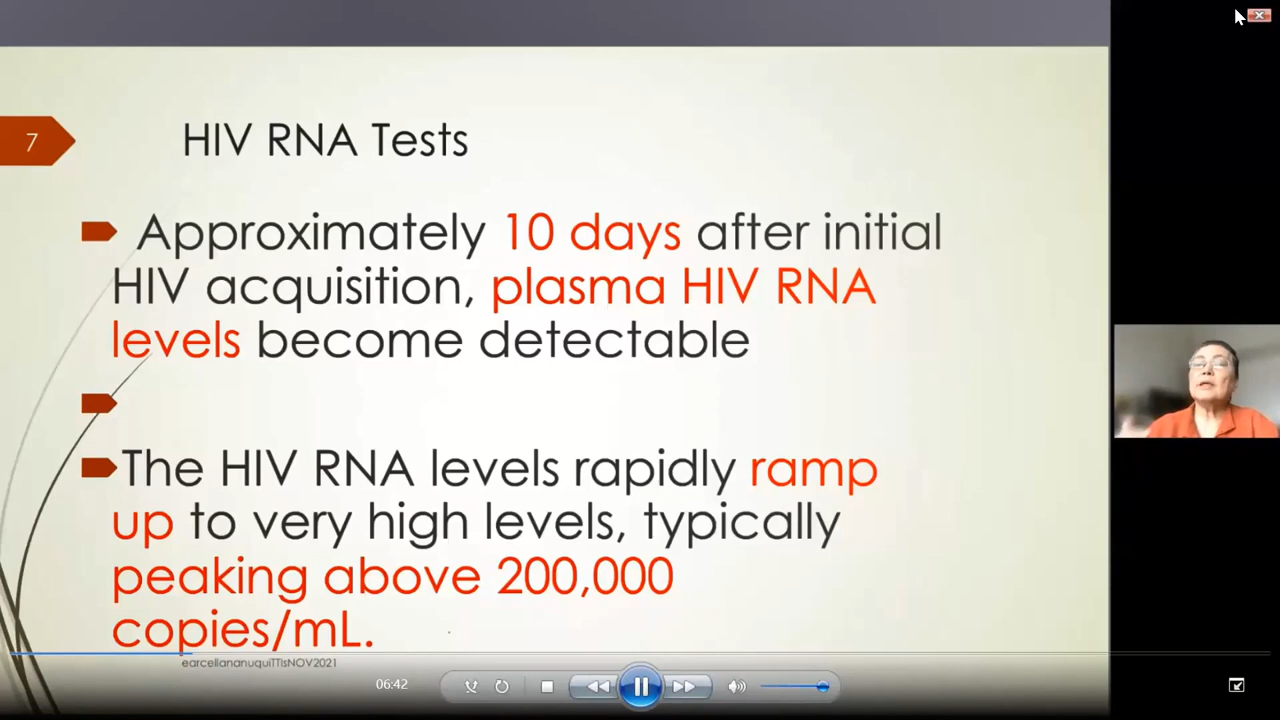 7
HIV RNA Tests
Approximately 10 days after initial
HIV acquisition, plasma HIV RNA
levels become detectable
The HIV RNA levels rapidly ramp
up to very high levels, typically
peaking above 200,000
copies/mL.
earcellananuquiTTIsNOV2021
06:42